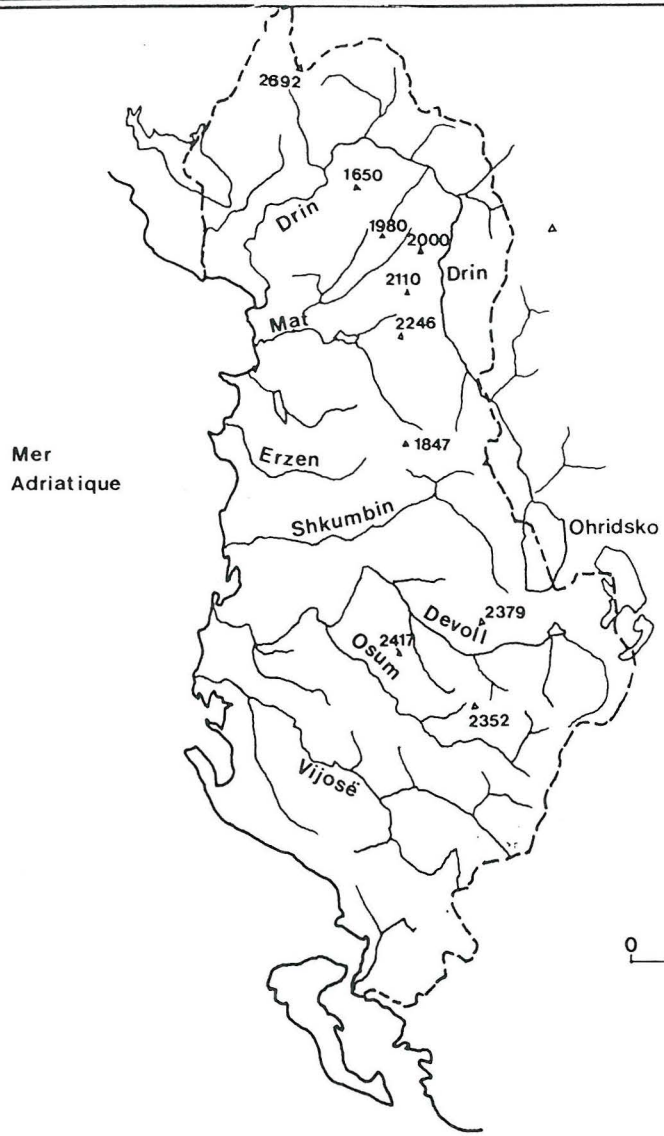 2692
1650
Drin
1980
2000
Drin
2110
Mat
2246
1847
Mer
Adriatique
Erzen
Shkumbin
Ohridsko
2379
Devoll
2417
Osum
2352
Vijosë
0